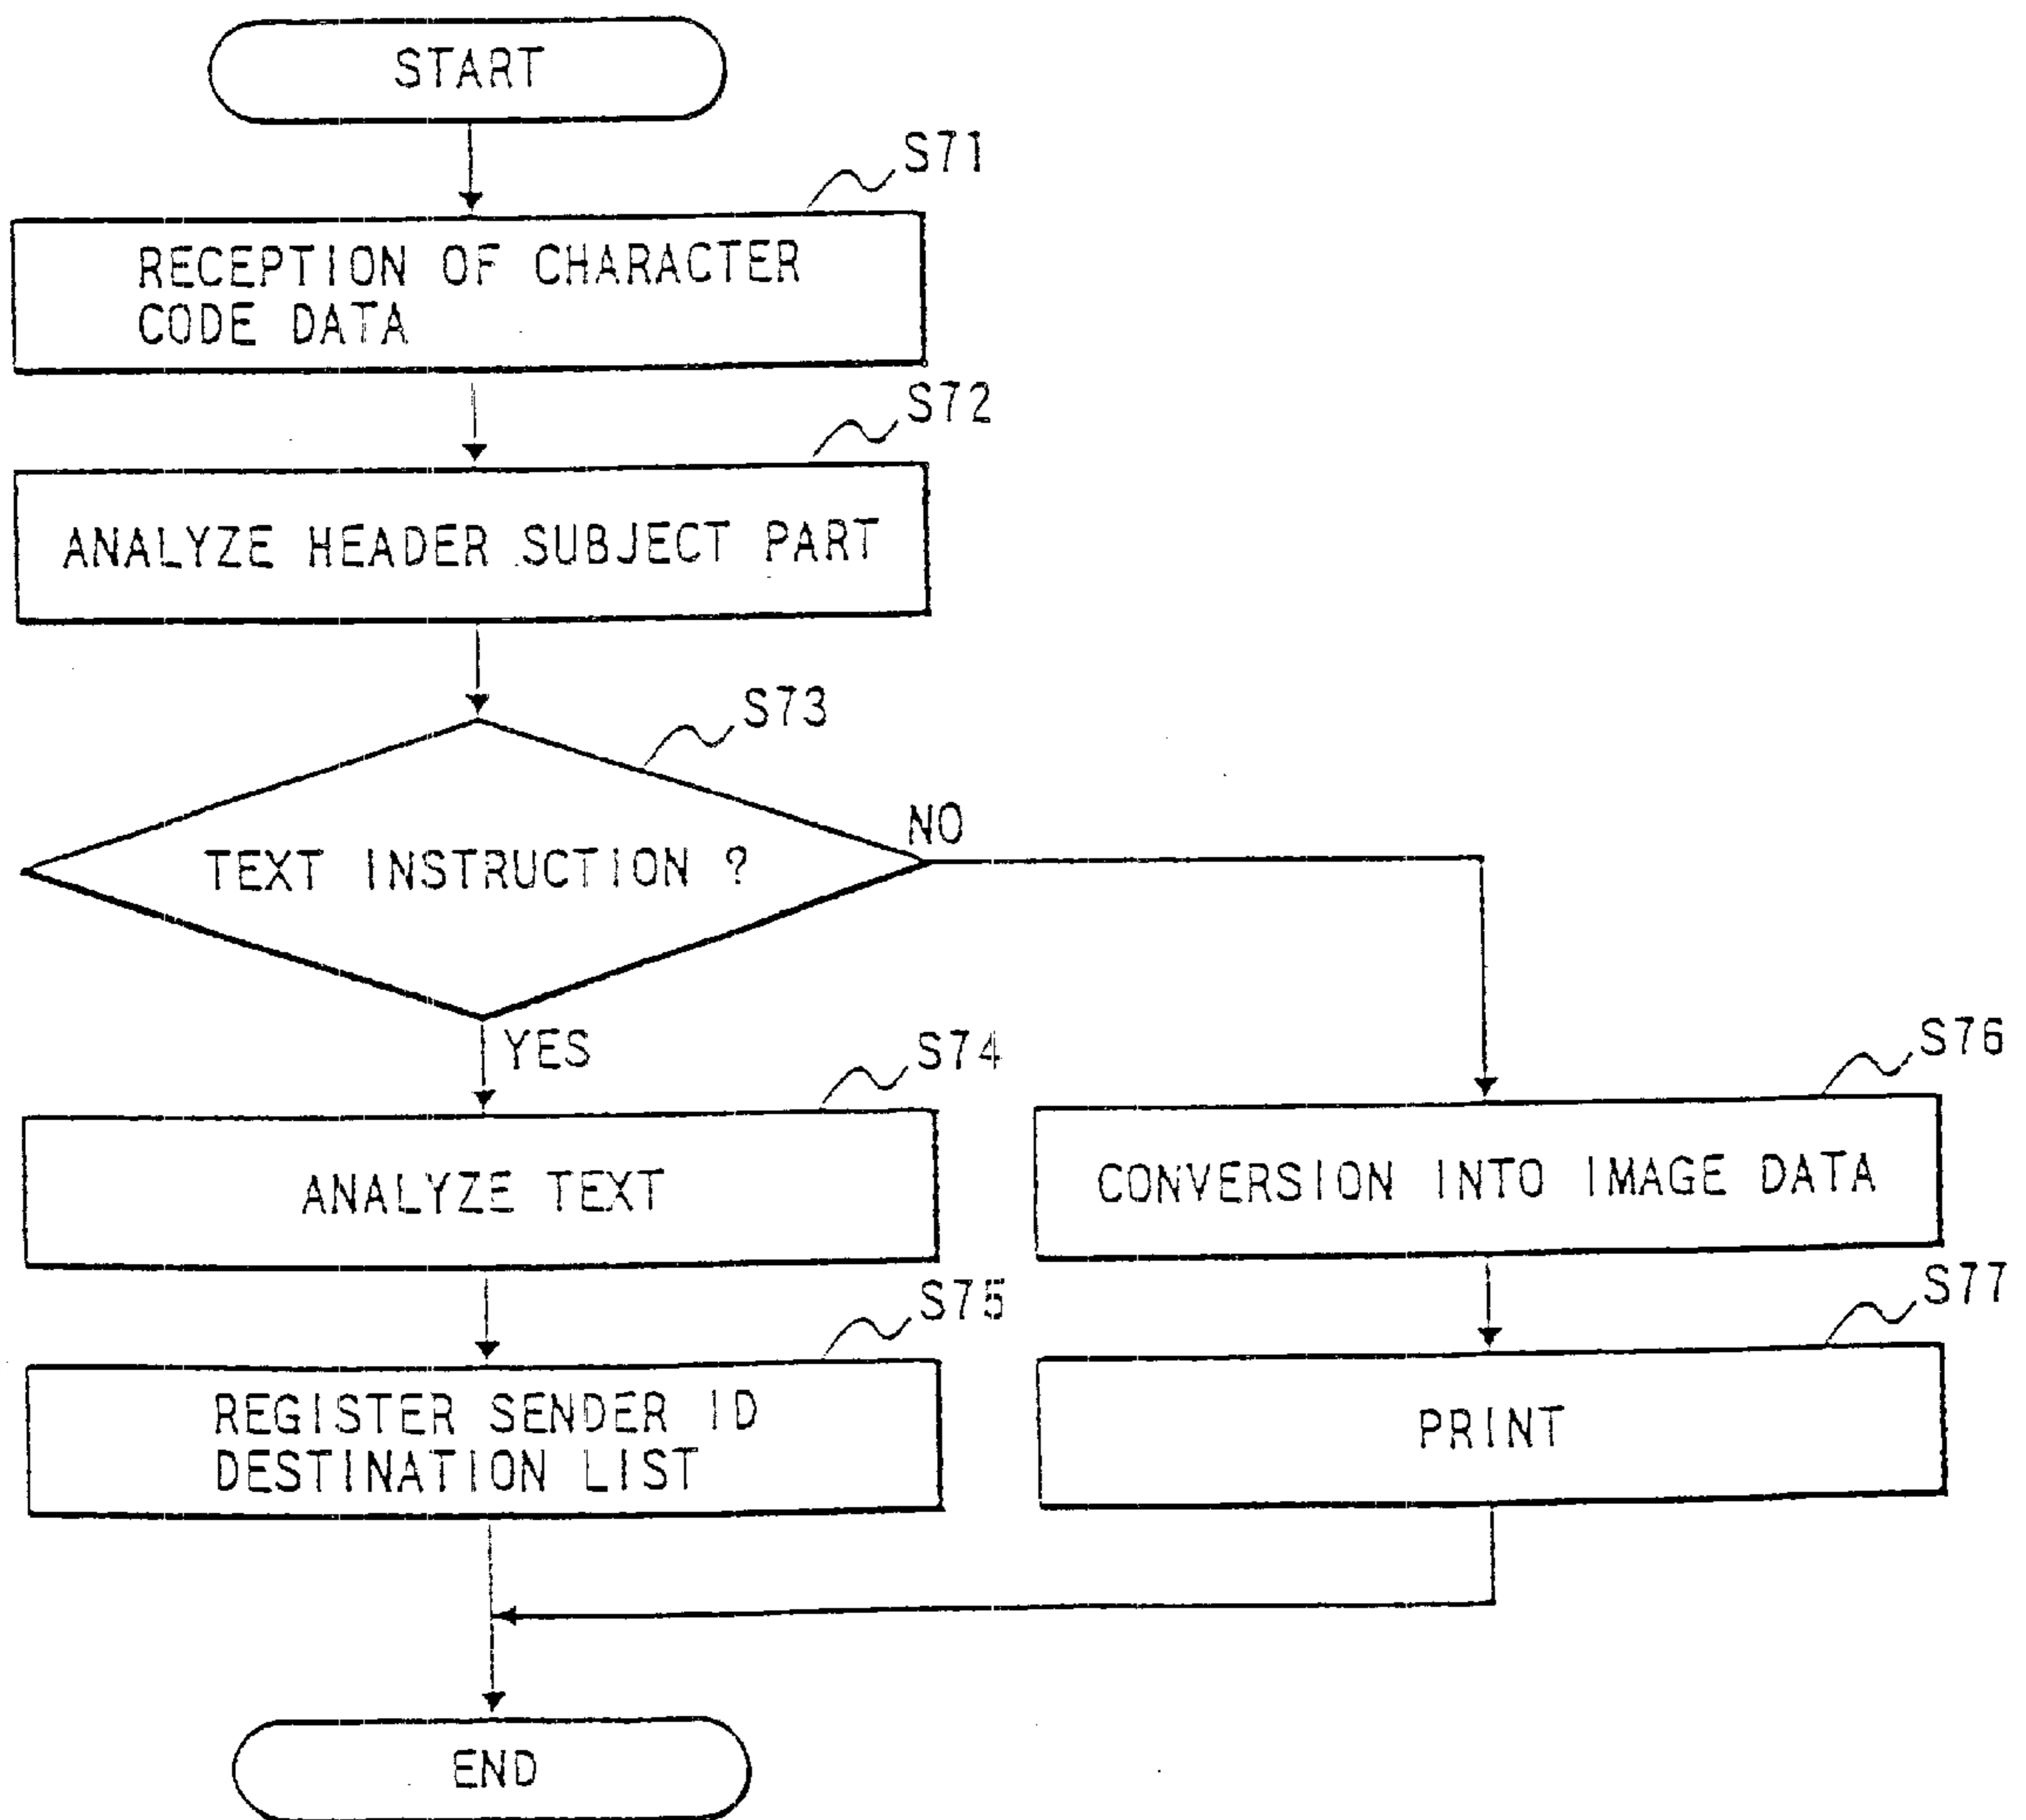 START
S71
RECEPTION OF CHARACTER
CODE DATA
S72
ANALYZE HEADER SUBJECT PART
S73
TEXT INSTRUCTION ?
NO
YES
S74
ANALYZE TEXT
S76
CONVERSION INTO IMAGE DATA
S75
REGISTER SENDER ID
DESTINATION LIST
S77
PRINT
END